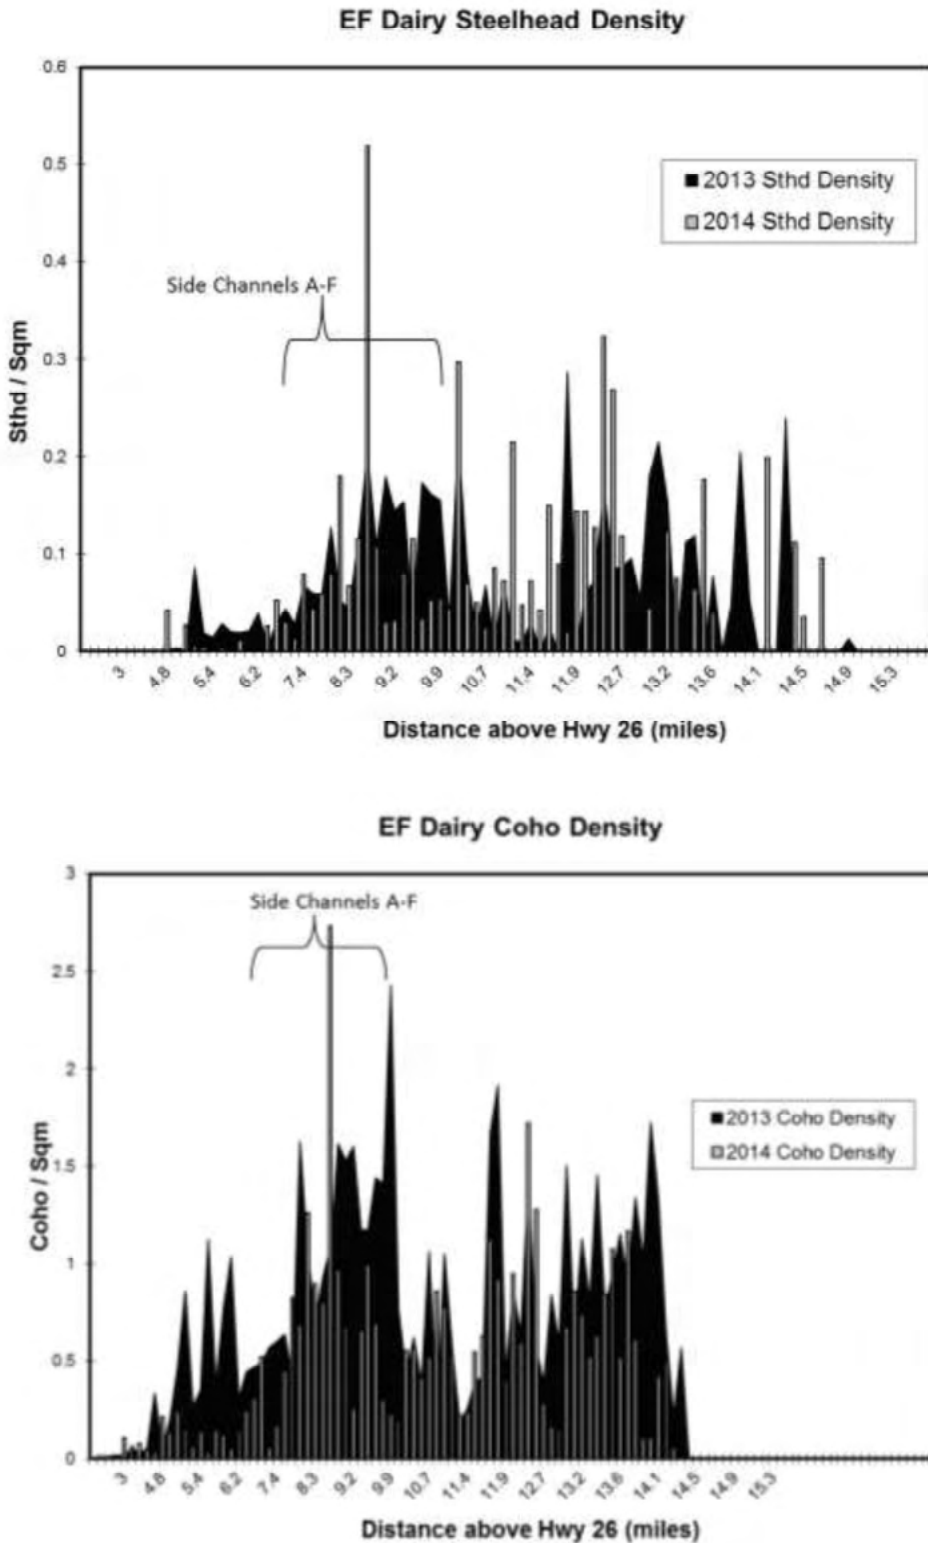 EF Dairy Steelhead Density
0.6
0.5
0.4
0.3
0.2
0.1
0
Sthd / Sqm
2013 Sthd Density
2014 Sthd Density
Side Channels A-F
3 4.8 5.4 6.2 7.4 8.3 9.2 9.9 10.7 11.4 11.9 12.7 13.2 13.6 14.1 14.5 14.9 15.3
Distance above Hwy 26 (miles)
EF Dairy Coho Density
3
2.5
2
1.5
1
0.5
0
Coho / Sqm
Side Channels A-F
2013 Coho Density
2014 Coho Density
3 4.8 5.4 6.2 7.4 8.3 9.2 9.9 10.7 11.4 11.9 12.7 13.2 13.6 14.1 14.5 14.9 15.3
Distance above Hwy 26 (miles)